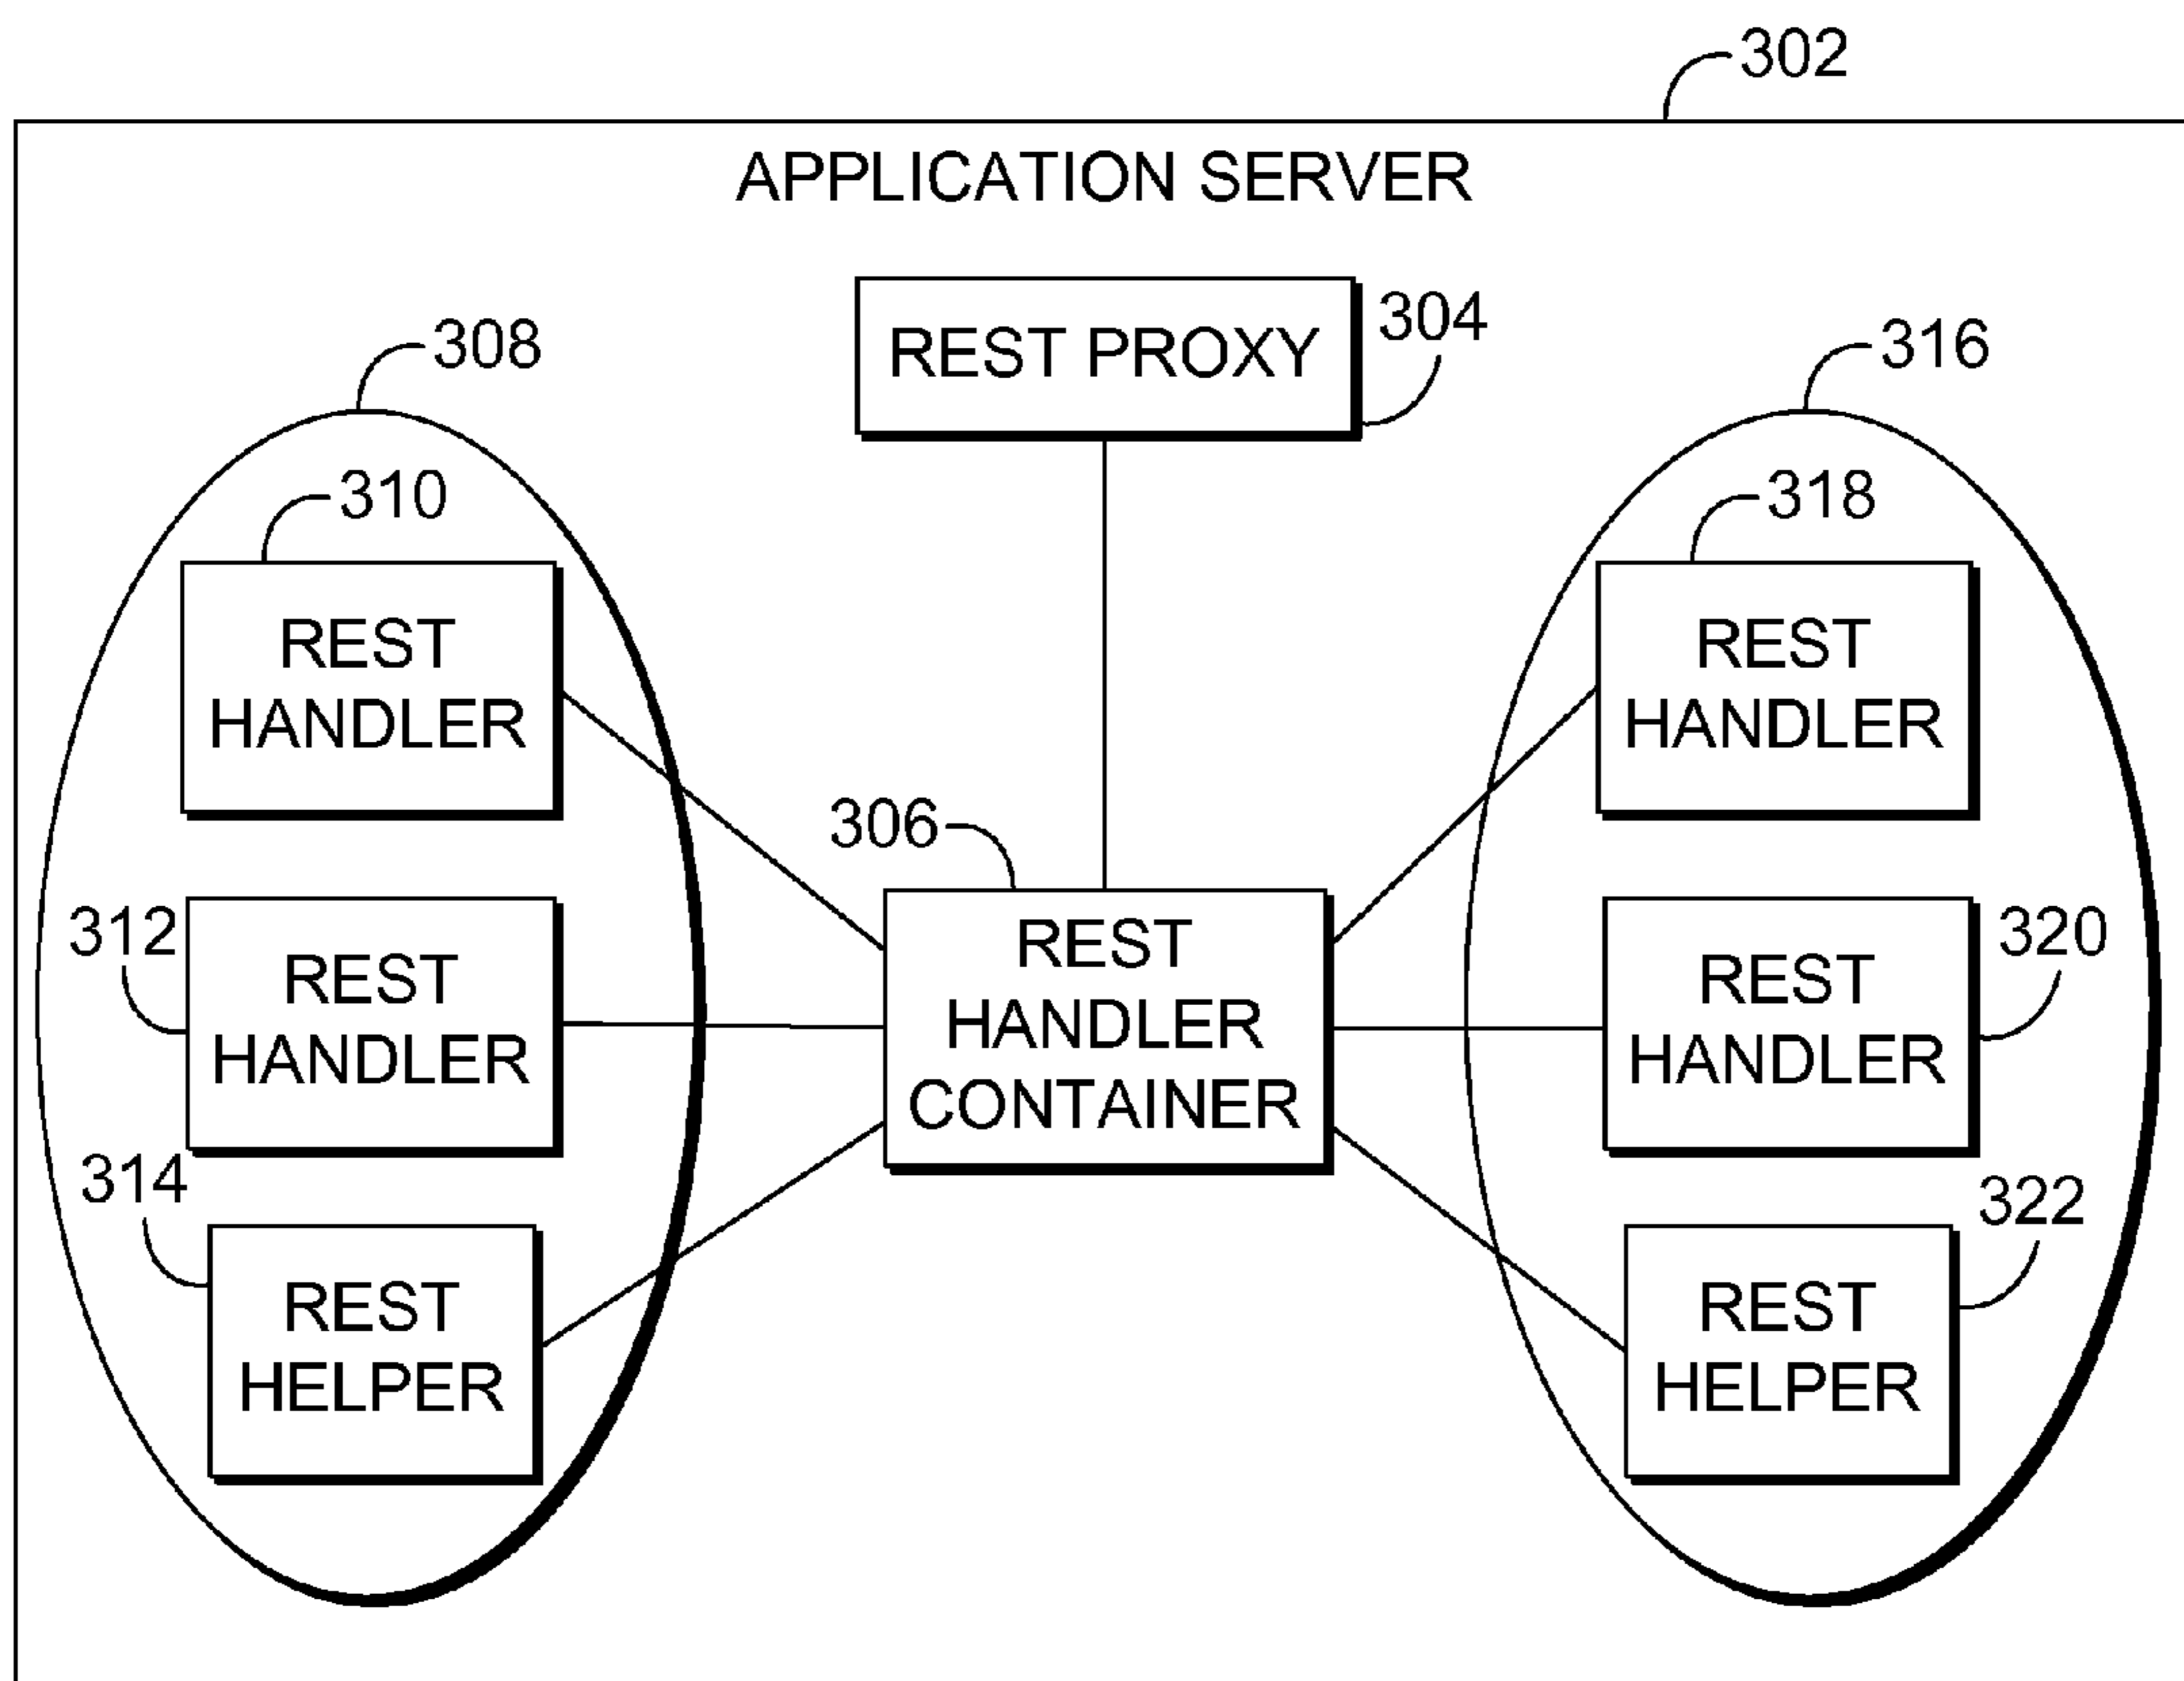 302
APPLICATION SERVER
REST PROXY
304
308
316
310
318
REST
HANDLER
REST
HANDLER
306
312
REST
HANDLER
REST
HANDLER
CONTAINER
REST
HANDLER
320
314
REST
HELPER
322
REST
HELPER